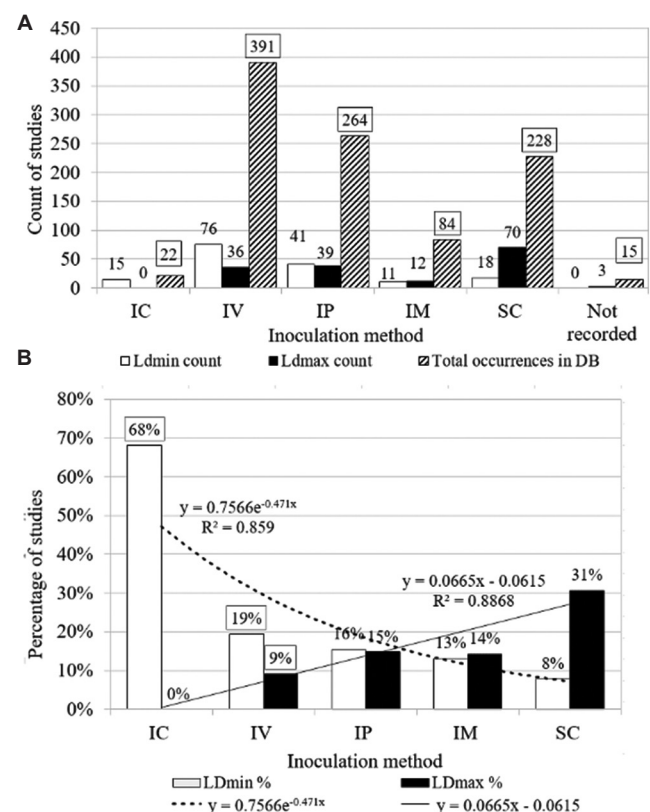 A
450
400
350
300
250
200
150
100
50
0
Count of studies
15 0 22
76 36 391
41 39 264
11 12 84
18 70 228
0 3 15
IC IV IP IM SC Not recorded
Inoculation method
Ldmin count Ldmax count Total occurrences in DB
B
80%
70%
60%
50%
40%
30%
20%
10%
0%
Percentage of studies
68% 0%
19% 9%
16% 15%
13% 14%
8% 31%
y = 0.7566e^-0.471x
R² = 0.859
y = 0.0665x - 0.0615
R² = 0.8868
IC IV IP IM SC
Inoculation method
LDmin % LDmax %
y = 0.7566e^-0.471x y = 0.0665x - 0.0615